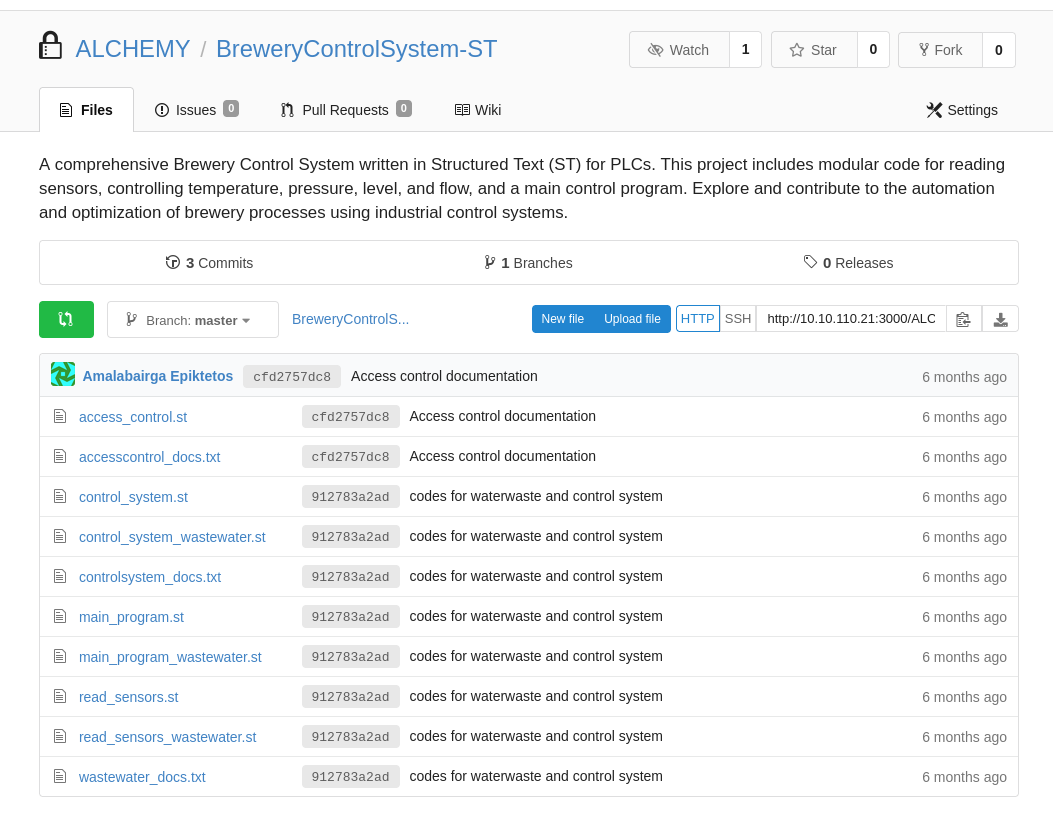 ALCHEMY / BreweryControlSystem-ST
Watch 1 Star 0 Fork 0
Files Issues 0 Pull Requests 0 Wiki Settings
A comprehensive Brewery Control System written in Structured Text (ST) for PLCs. This project includes modular code for reading
sensors, controlling temperature, pressure, level, and flow, and a main control program. Explore and contribute to the automation
and optimization of brewery processes using industrial control systems.
3 Commits 1 Branches 0 Releases
Branch: master BreweryControlS... New file Upload file HTTP SSH http://10.10.110.21:3000/ALC
Amalabairga Epiktetos cfd2757dc8 Access control documentation 6 months ago
access_control.st cfd2757dc8 Access control documentation 6 months ago
accesscontrol_docs.txt cfd2757dc8 Access control documentation 6 months ago
control_system.st 912783a2ad codes for waterwaste and control system 6 months ago
control_system_wastewater.st 912783a2ad codes for waterwaste and control system 6 months ago
controlsystem_docs.txt 912783a2ad codes for waterwaste and control system 6 months ago
main_program.st 912783a2ad codes for waterwaste and control system 6 months ago
main_program_wastewater.st 912783a2ad codes for waterwaste and control system 6 months ago
read_sensors.st 912783a2ad codes for waterwaste and control system 6 months ago
read_sensors_wastewater.st 912783a2ad codes for waterwaste and control system 6 months ago
wastewater_docs.txt 912783a2ad codes for waterwaste and control system 6 months ago